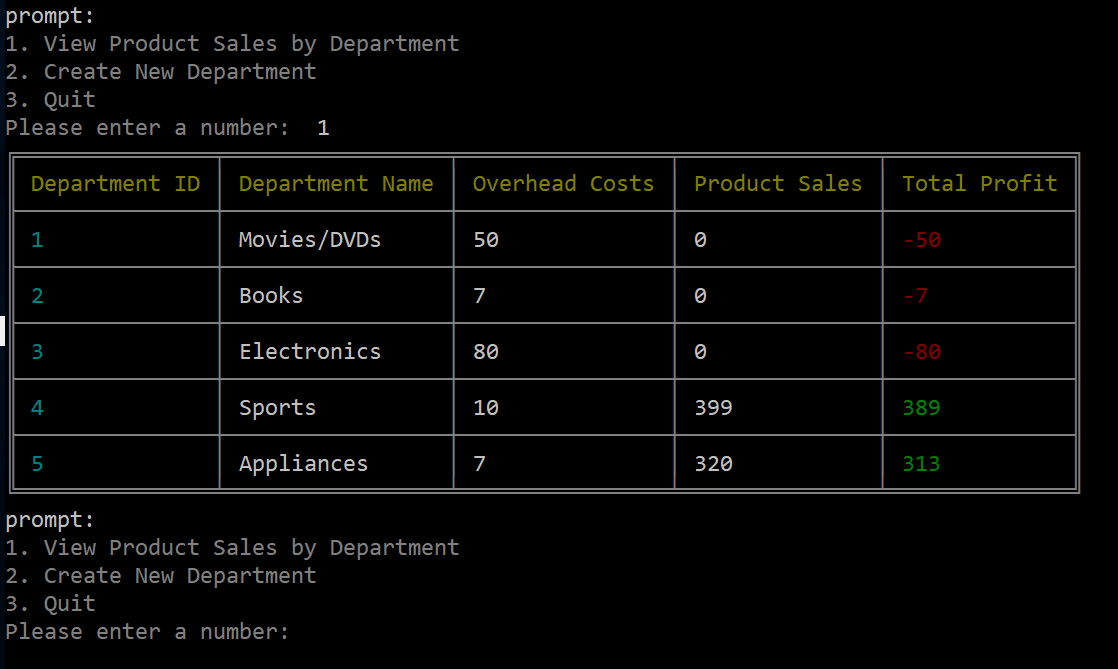 prompt:
1. View Product Sales by Department
2. Create New Department
3. Quit
Please enter a number:  1
Department ID Department Name Overhead Costs Product Sales Total Profit
1 Movies/DVDs 50 0 -50
2 Books 7 0 -7
3 Electronics 80 0 -80
4 Sports 10 399 389
5 Appliances 7 320 313
prompt:
1. View Product Sales by Department
2. Create New Department
3. Quit
Please enter a number: